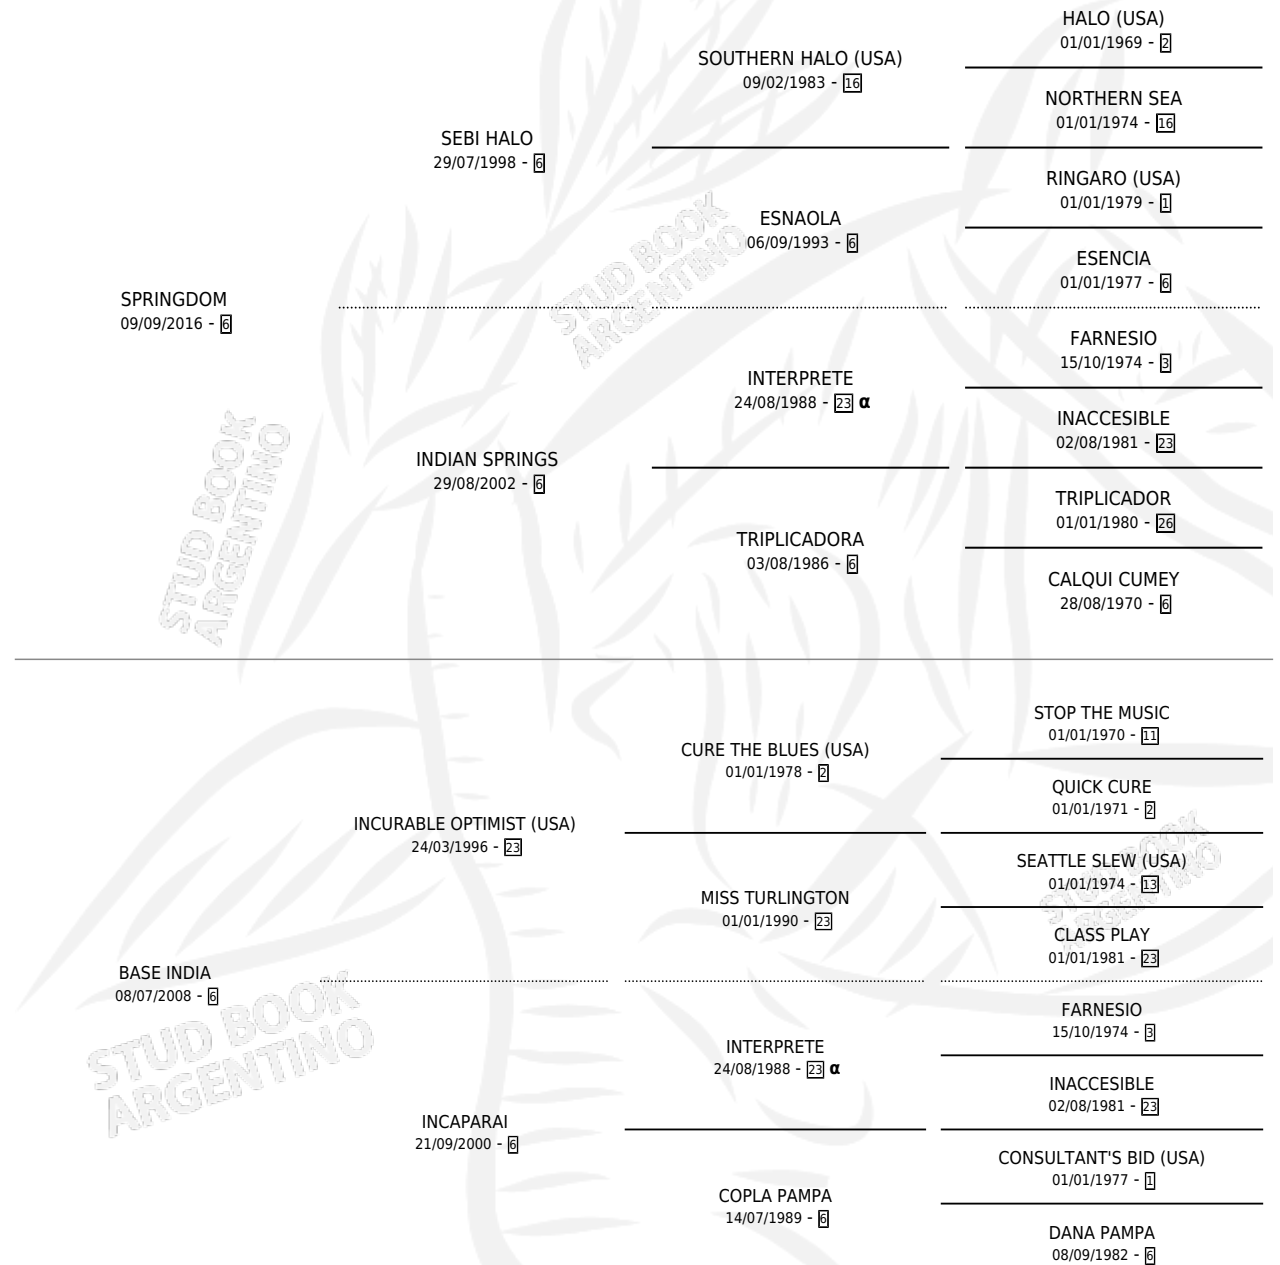 HALO (USA)
01/01/1969 - 2
SOUTHERN HALO (USA)
09/02/1983 - 16
NORTHERN SEA
01/01/1974 - 16
SEBI HALO
29/07/1998 - 6
RINGARO (USA)
01/01/1979 - 1
ESNAOLA
06/09/1993 - 6
ESENCIA
01/01/1977 - 6
SPRINGDOM
09/09/2016 - 6
FARNESIO
15/10/1974 - 3
INTERPRETE
24/08/1988 - 23 α
INACCESIBLE
02/08/1981 - 23
INDIAN SPRINGS
29/08/2002 - 6
TRIPLICADOR
01/01/1980 - 26
TRIPLICADORA
03/08/1986 - 6
CALQUI CUMEY
28/08/1970 - 6
STOP THE MUSIC
01/01/1970 - 11
CURE THE BLUES (USA)
01/01/1978 - 2
QUICK CURE
01/01/1971 - 2
INCURABLE OPTIMIST (USA)
24/03/1996 - 23
SEATTLE SLEW (USA)
01/01/1974 - 13
MISS TURLINGTON
01/01/1990 - 23
CLASS PLAY
01/01/1981 - 23
BASE INDIA
08/07/2008 - 6
FARNESIO
15/10/1974 - 3
INTERPRETE
24/08/1988 - 23 α
INACCESIBLE
02/08/1981 - 23
INCAPARAI
21/09/2000 - 6
CONSULTANT'S BID (USA)
01/01/1977 - 1
COPLA PAMPA
14/07/1989 - 6
DANA PAMPA
08/09/1982 - 6
STUD BOOK
ARGENTINO
STUD BOOK
ARGENTINO
STUD BOOK
ARGENTINO
STUD BOOK
ARGENTINO